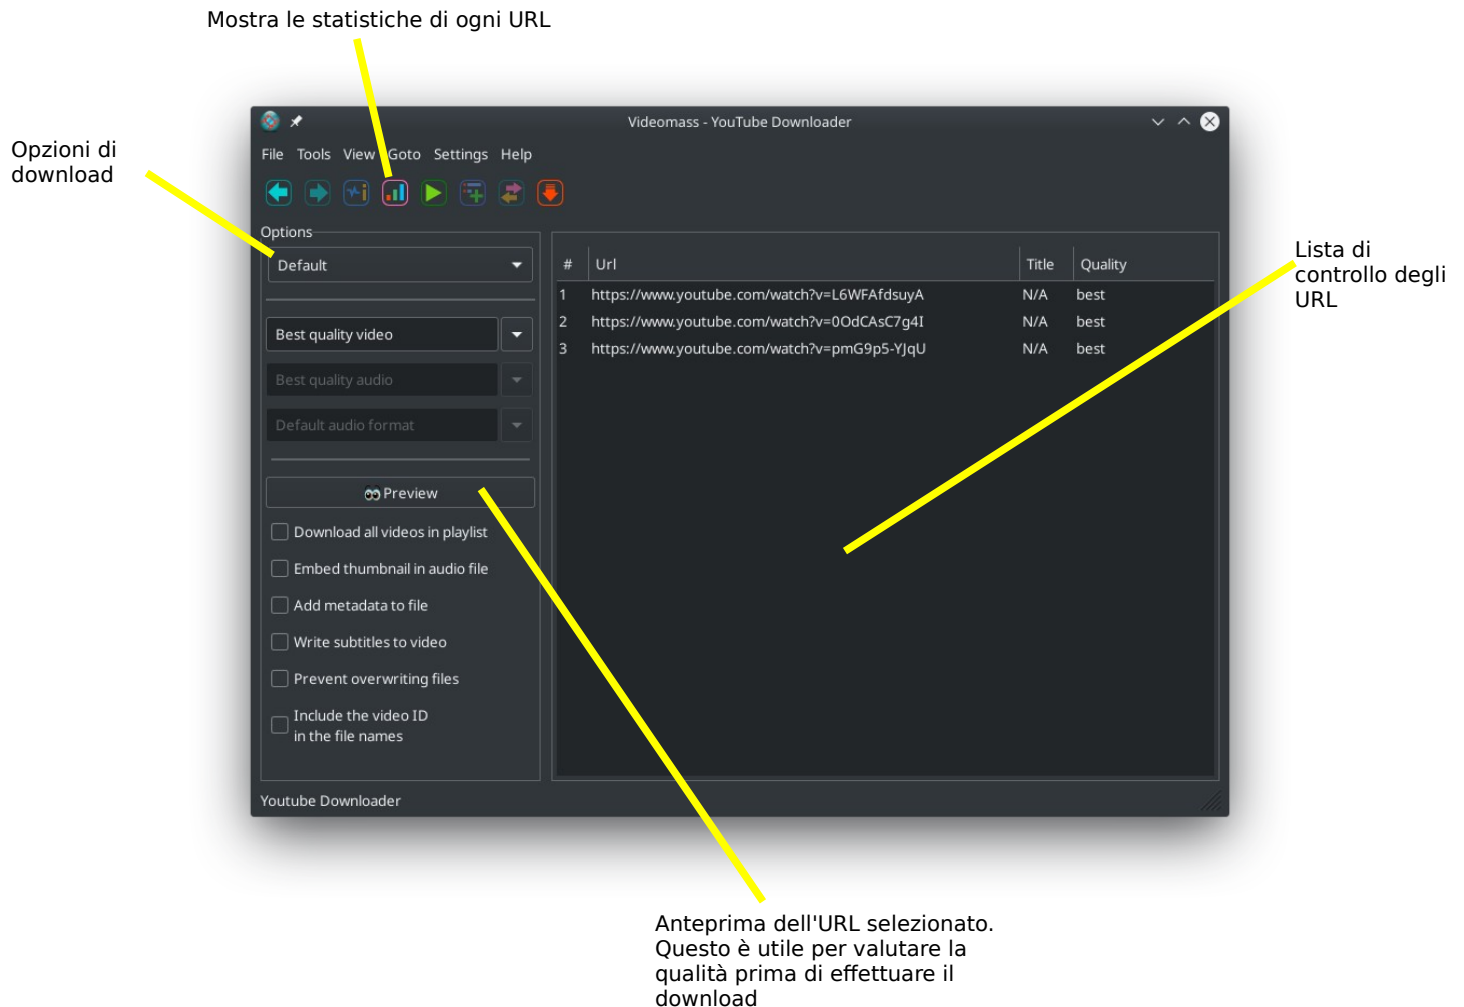 Mostra le statistiche di ogni URL
Videomass - YouTube Downloader
Opzioni di
download
File Tools View Goto Settings Help
Options
Default
Best quality video
Best quality audio
Default audio format
Preview
Download all videos in playlist
Embed thumbnail in audio file
Add metadata to file
Write subtitles to video
Prevent overwriting files
Include the video ID
in the file names
# Url Title Quality
1 https://www.youtube.com/watch?v=L6WFAfdsuyA N/A best
2 https://www.youtube.com/watch?v=0OdCAsC7g4I N/A best
3 https://www.youtube.com/watch?v=pmG9p5-YJqU N/A best
Lista di
controllo degli
URL
Youtube Downloader
Anteprima dell'URL selezionato.
Questo è utile per valutare la
qualità prima di effettuare il
download